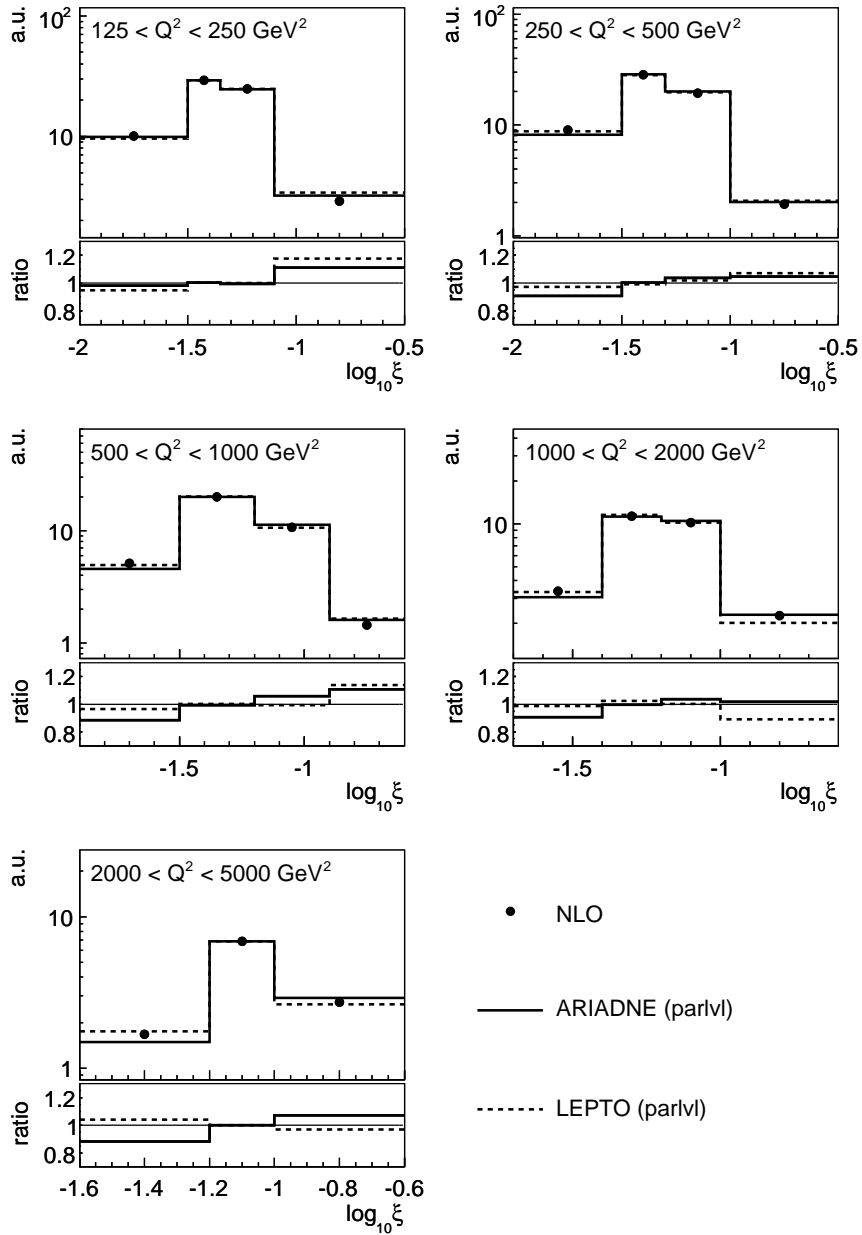 a.u.
125 < Q² < 250 GeV²
10²
10
ratio
1.2
1
0.8
-2 -1.5 -1 -0.5
log₁₀ξ
a.u.
250 < Q² < 500 GeV²
10²
10
1
ratio
1.2
1
0.8
-2 -1.5 -1 -0.5
log₁₀ξ
a.u.
500 < Q² < 1000 GeV²
10
1
ratio
1.2
1
0.8
-1.5 -1
log₁₀ξ
a.u.
1000 < Q² < 2000 GeV²
10
ratio
1.2
1
0.8
-1.5 -1
log₁₀ξ
a.u.
2000 < Q² < 5000 GeV²
10
1
ratio
1.2
1
0.8
-1.6 -1.4 -1.2 -1 -0.8 -0.6
log₁₀ξ
NLO
ARIADNE (parlvl)
LEPTO (parlvl)